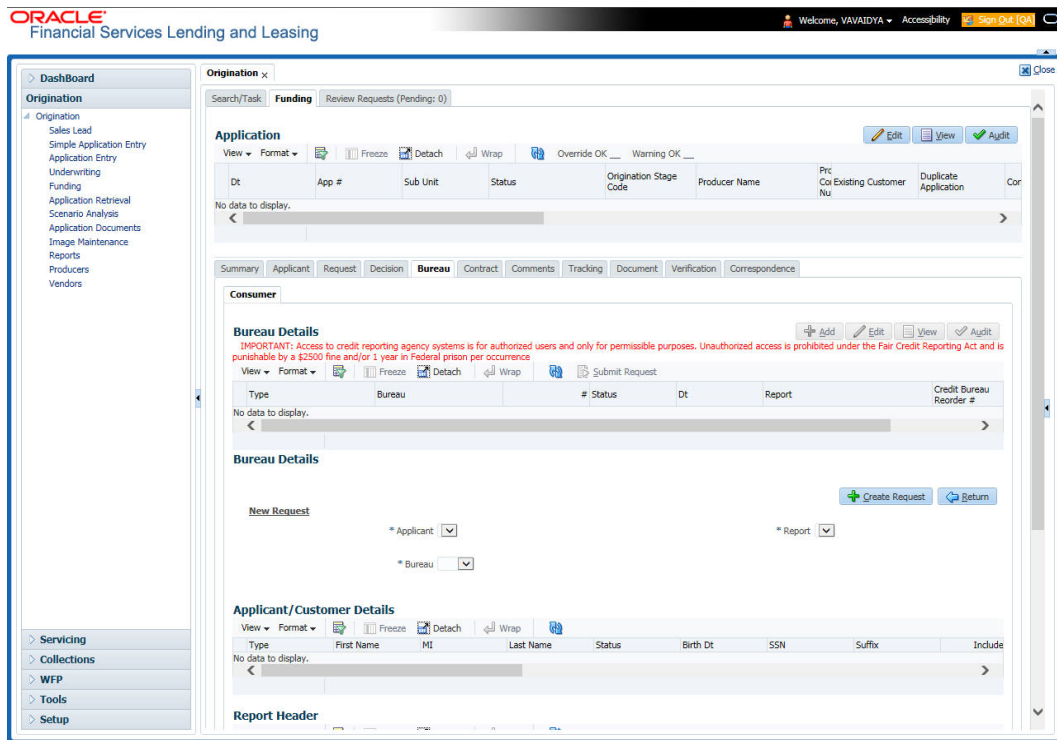 ORACLE
Financial Services Lending and Leasing
Welcome, VAVAIDYA Accessibility Sign Out [QA
Close
DashBoard
Origination
Origination
Sales Lead
Simple Application Entry
Application Entry
Underwriting
Funding
Application Retrieval
Scenario Analysis
Application Documents
Image Maintenance
Reports
Producers
Vendors
Servicing
Collections
WFP
Tools
Setup
Origination x
Search/Task Funding Review Requests (Pending: 0)
Application
Edit View Audit
View Format Freeze Detach Wrap Override OK __ Warning OK __
Dt App # Sub Unit Status Origination Stage Code Producer Name Pro Co Nu Existing Customer Duplicate Application Cor
No data to display.
Summary Applicant Request Decision Bureau Contract Comments Tracking Document Verification Correspondence
Consumer
Bureau Details
Add Edit View Audit
IMPORTANT: Access to credit reporting agency systems is for authorized users and only for permissible purposes. Unauthorized access is prohibited under the Fair Credit Reporting Act and is
punishable by a $2500 fine and/or 1 year in Federal prison per occurrence
View Format Freeze Detach Wrap Submit Request
Type Bureau # Status Dt Report Credit Bureau Reorder #
No data to display.
Bureau Details
Create Request Return
New Request
* Applicant * Report
* Bureau
Applicant/Customer Details
View Format Freeze Detach Wrap
Type First Name MI Last Name Status Birth Dt SSN Suffix Include
No data to display.
Report Header